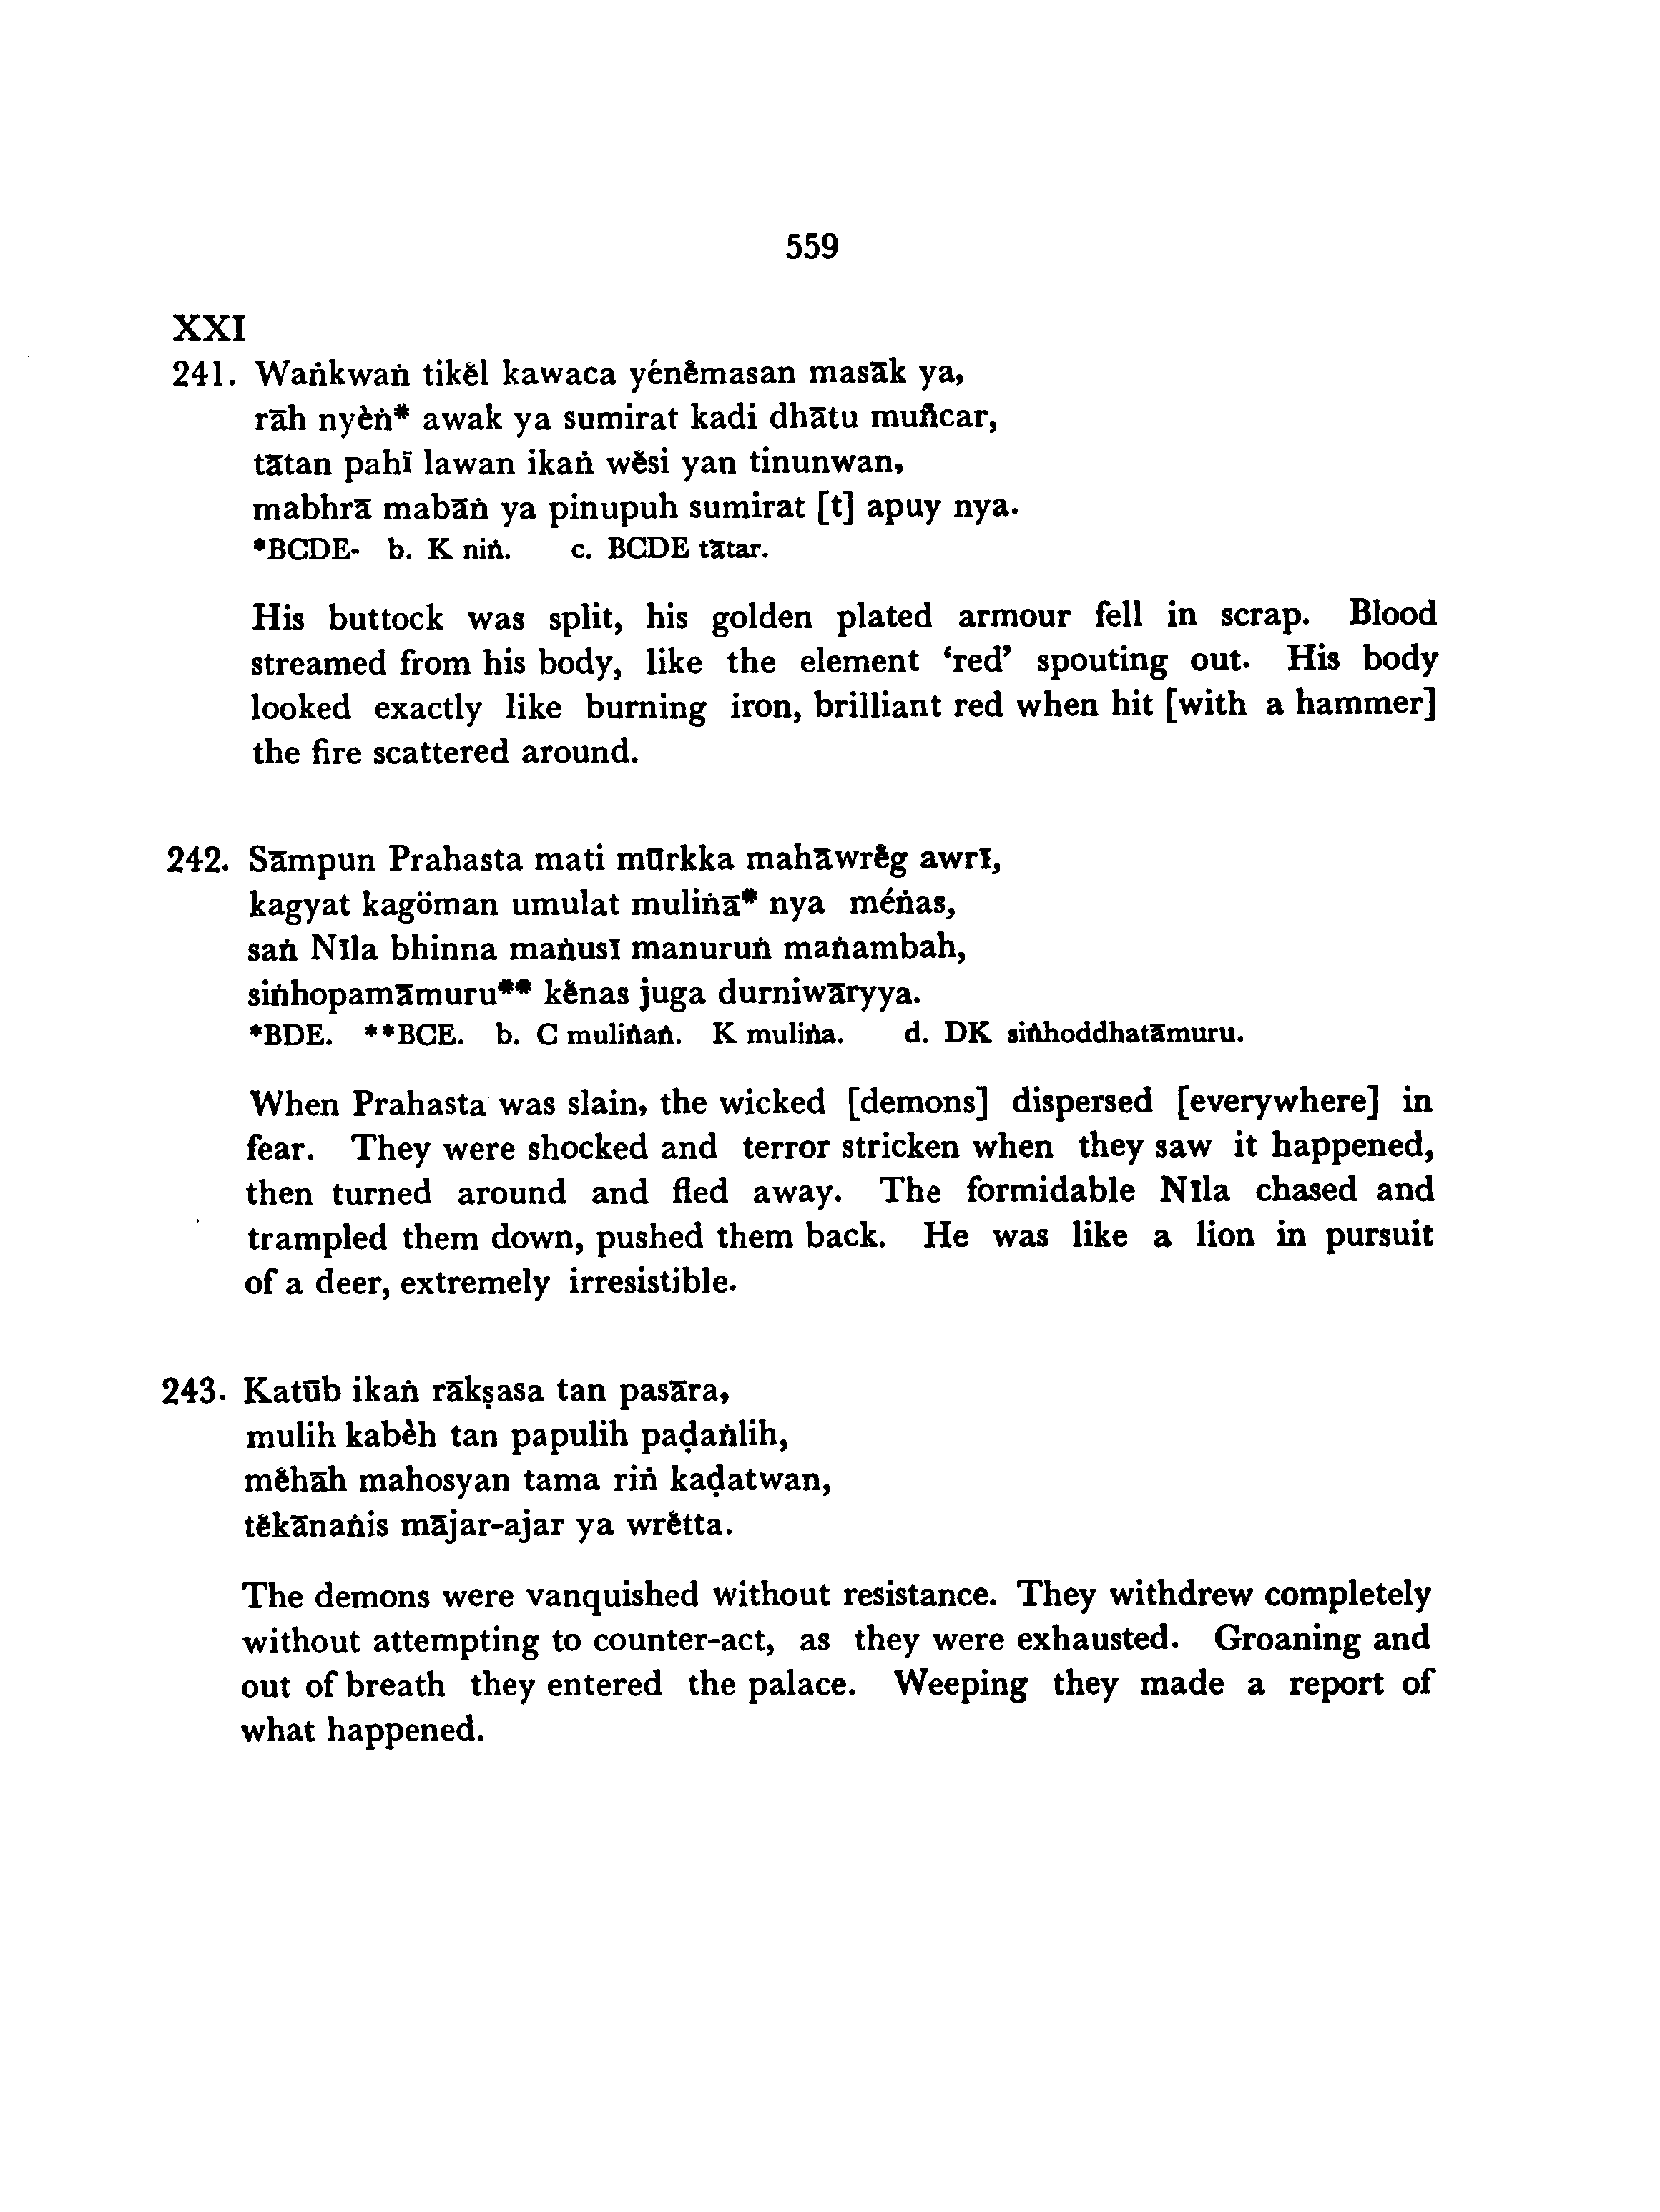 559
XXI
241. Waṅkwaṅ tikĕl kawaca yénĕmasan masāk ya,
rāh nyèṅ* awak ya sumirat kadi dhātu muñcar,
tātan pahī lawan ikaṅ wĕsi yan tinunwan,
mabhrā mabāṅ ya pinupuh sumirat [t] apuy nya.
*BCDE- b. K niṅ. c. BCDE tātar.
His buttock was split, his golden plated armour fell in scrap. Blood
streamed from his body, like the element ‘red’ spouting out. His body
looked exactly like burning iron, brilliant red when hit [with a hammer]
the fire scattered around.
242. Sāmpun Prahasta mati mūrkka mahāwrĕg awrī,
kagyat kagöman umulat muliṅā* nya méṅas,
saṅ Nīla bhinna maṅusī manuruṅ maṅambah,
siṅhopamāmuru** kĕnas juga durniwāryya.
*BDE. **BCE. b. C muliṅaṅ. K muliṅa. d. DK siṅhoddhatāmuru.
When Prahasta was slain, the wicked [demons] dispersed [everywhere] in
fear. They were shocked and terror stricken when they saw it happened,
then turned around and fled away. The formidable Nīla chased and
trampled them down, pushed them back. He was like a lion in pursuit
of a deer, extremely irresistible.
243. Katūb ikaṅ rākṣasa tan pasāra,
mulih kabèh tan papulih paḍaṅlih,
mĕhāh mahosyan tama riṅ kaḍatwan,
tĕkānaṅis mājar-ajar ya wrĕtta.
The demons were vanquished without resistance. They withdrew completely
without attempting to counter-act, as they were exhausted. Groaning and
out of breath they entered the palace. Weeping they made a report of
what happened.